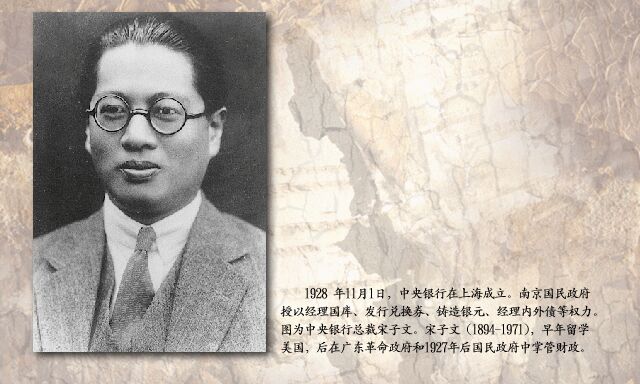 1928 年11月1日，中央银行在上海成立。南京国民政府
授以经理国库、发行兑换券、铸造银元、经理内外债等权力。
图为中央银行总裁宋子文。宋子文（1894-1971），早年留学
美国，后在广东革命政府和1927年后国民政府中掌管财政。